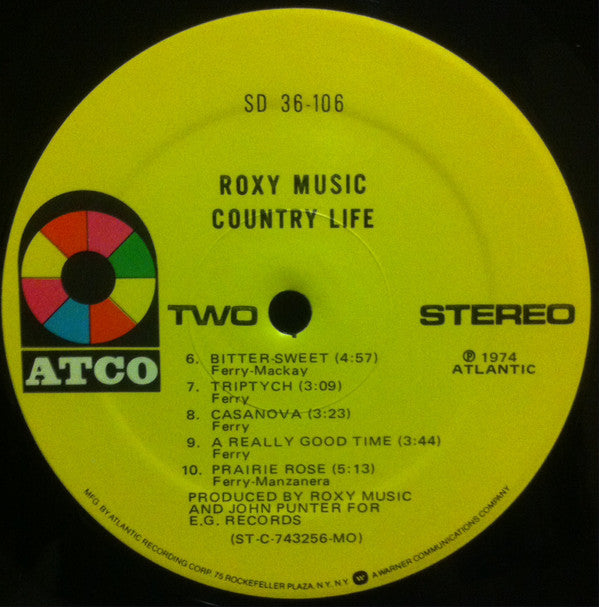 SD 36-106
ROXY MUSIC
COUNTRY LIFE
ATCO
TWO
STEREO
℗ 1974
ATLANTIC
6. BITTER-SWEET (4:57)
Ferry-Mackay
7. TRIPTYCH (3:09)
Ferry
8. CASANOVA (3:23)
Ferry
9. A REALLY GOOD TIME (3:44)
Ferry
10. PRAIRIE ROSE (5:13)
Ferry-Manzanera
PRODUCED BY ROXY MUSIC
AND JOHN PUNTER FOR
E.G. RECORDS
(ST-C-743256-MO)
MFG. BY ATLANTIC RECORDING CORP. 75 ROCKEFELLER PLAZA, N.Y., N.Y. W A WARNER COMMUNICATIONS COMPANY